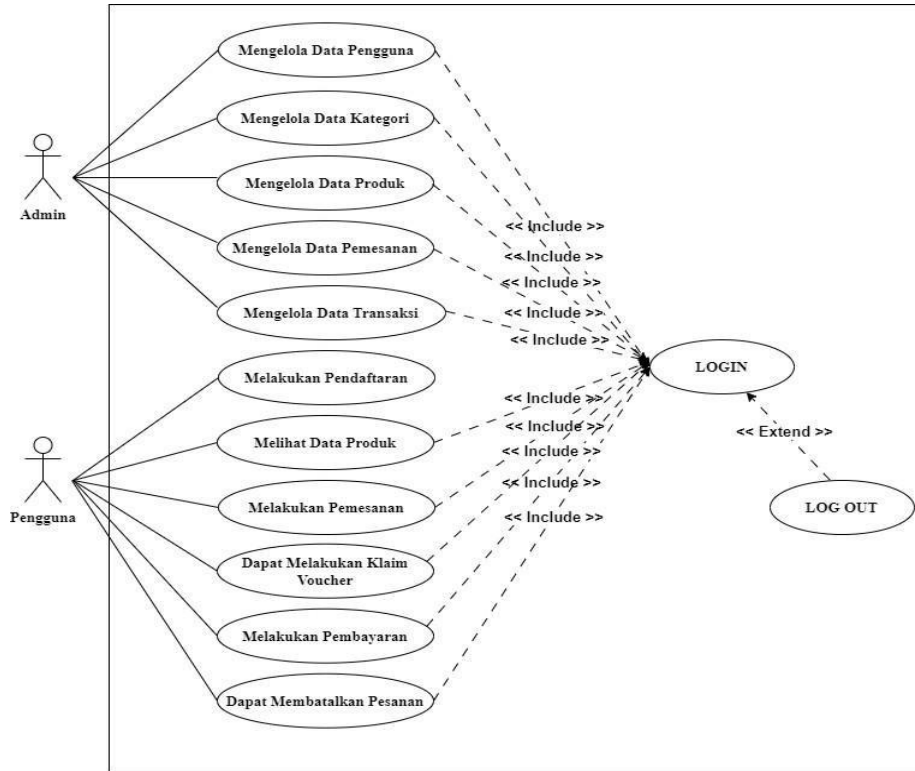 Mengelola Data Pengguna
Mengelola Data Kategori
Mengelola Data Produk
Mengelola Data Pemesanan
Mengelola Data Transaksi
Admin
<< Include >>
<< Include >>
<< Include >>
<< Include >>
<< Include >>
LOGIN
Melakukan Pendaftaran
Melihat Data Produk
Melakukan Pemesanan
Dapat Melakukan Klaim
Voucher
Melakukan Pembayaran
Dapat Membatalkan Pesanan
Pengguna
<< Include >>
<< Include >>
<< Include >>
<< Include >>
<< Include >>
<< Extend >>
LOG OUT